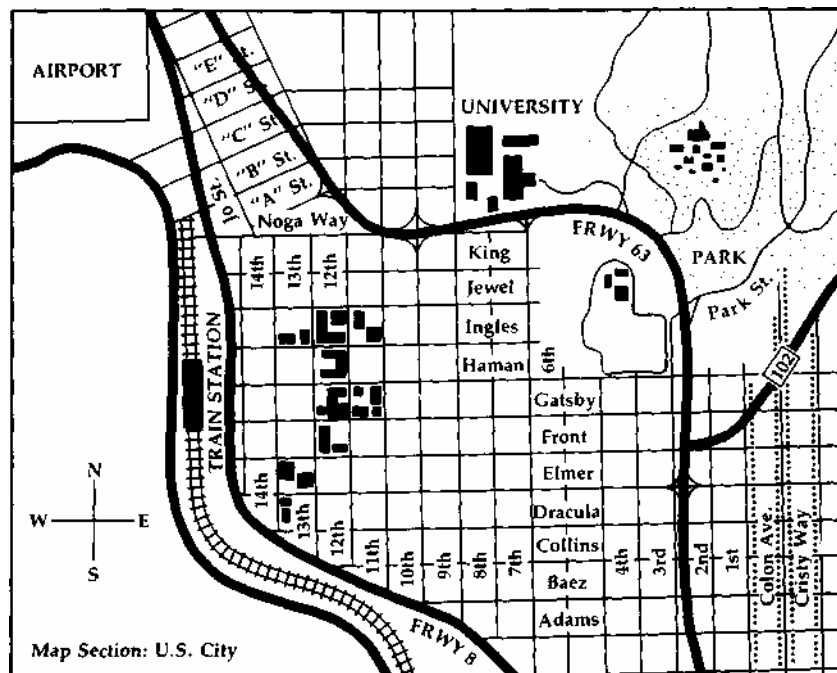 AIRPORT
"E" St.
"D" St.
"C" St.
"B" St.
"A" St.
Jo St.
Noga Way
UNIVERSITY
FRWY 63
PARK
Park St.
102
King
Jewel
Ingles
Haman
14th
13th
12th
6th
Gatsby
Front
Elmer
Dracula
Collins
Baez
Adams
TRAIN STATION
14th
13th
12th
11th
10th
9th
8th
7th
4th
3rd
2nd
1st
Colon Ave.
Cristy Way
N
W
E
S
FRWY 8
Map Section: U.S. City